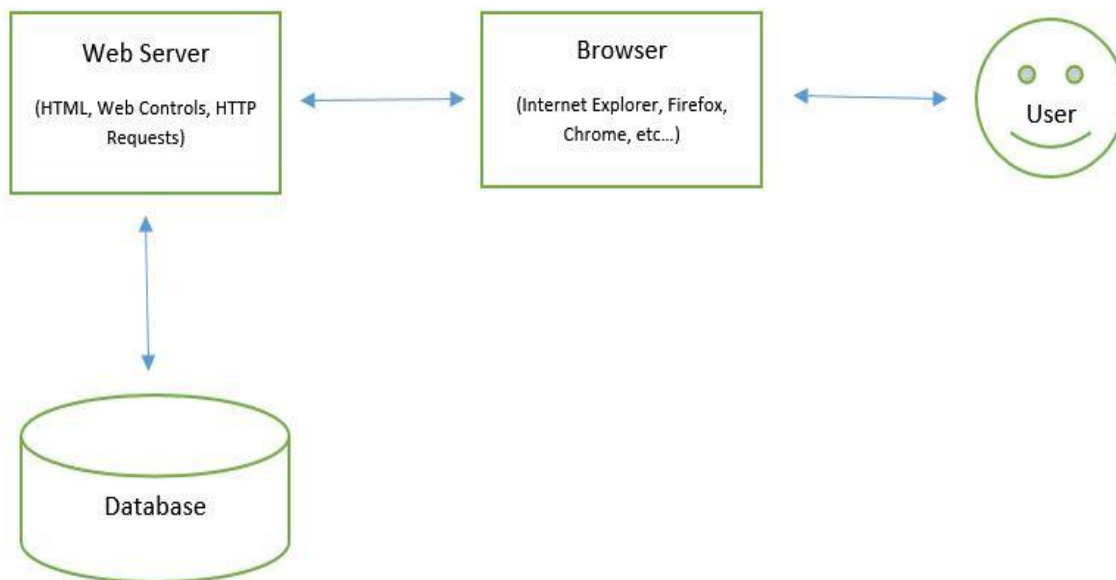 Web Server
(HTML, Web Controls, HTTP
Requests)
Browser
(Internet Explorer, Firefox,
Chrome, etc...)
User
Database